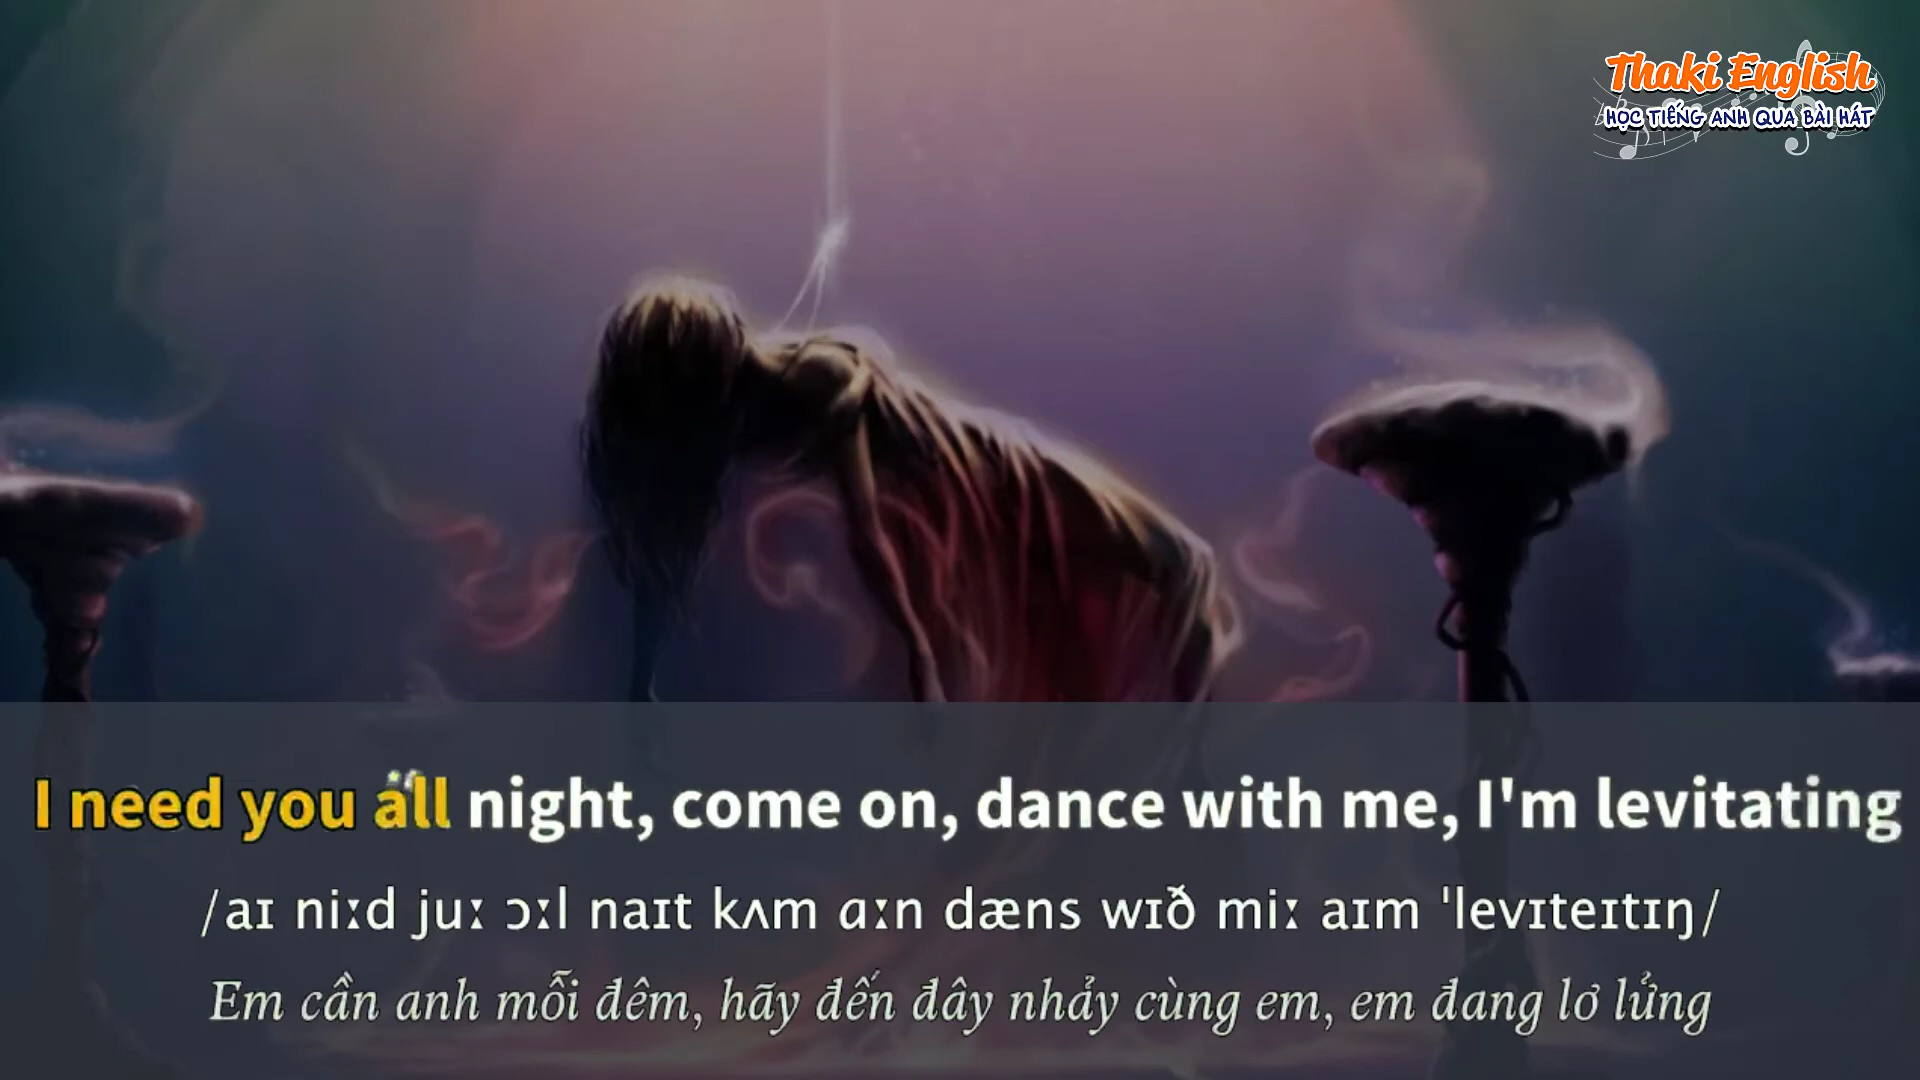 Thaki English
HỌC TIẾNG ANH QUA BÀI HÁT
I need you all night, come on, dance with me, I'm levitating
/aɪ niːd juː ɔːl naɪt kʌm ɑːn dæns wɪð miː aɪm ˈlevɪteɪtɪŋ/
Em cần anh mỗi đêm, hãy đến đây nhảy cùng em, em đang lơ lửng